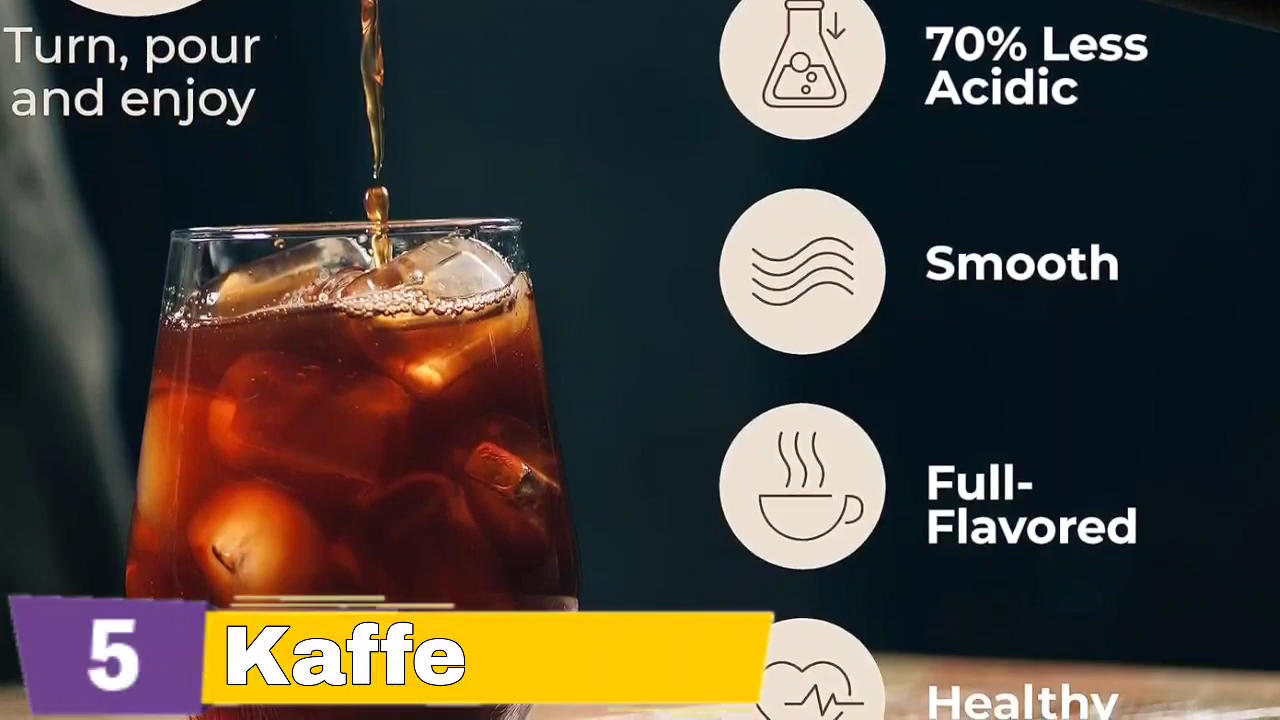 Turn, pour
and enjoy
70% Less
Acidic
Smooth
Full-
Flavored
Healthy
5
Kaffe